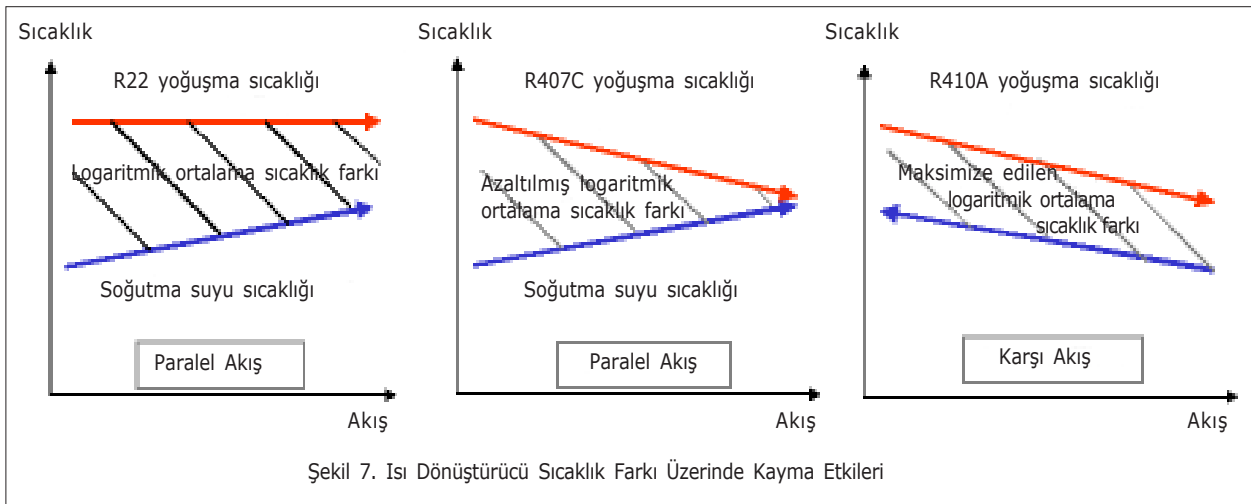 Sıcaklık
R22 yoğuşma sıcaklığı
Logaritmik ortalama sıcaklık farkı
Soğutma suyu sıcaklığı
Paralel Akış
Akış
Sıcaklık
R407C yoğuşma sıcaklığı
Azaltılmış logaritmik
ortalama sıcaklık farkı
Soğutma suyu sıcaklığı
Paralel Akış
Akış
Sıcaklık
R410A yoğuşma sıcaklığı
Maksimize edilen
logaritmik ortalama
sıcaklık farkı
Karşı Akış
Akış
Şekil 7. Isı Dönüştürücü Sıcaklık Farkı Üzerinde Kayma Etkileri